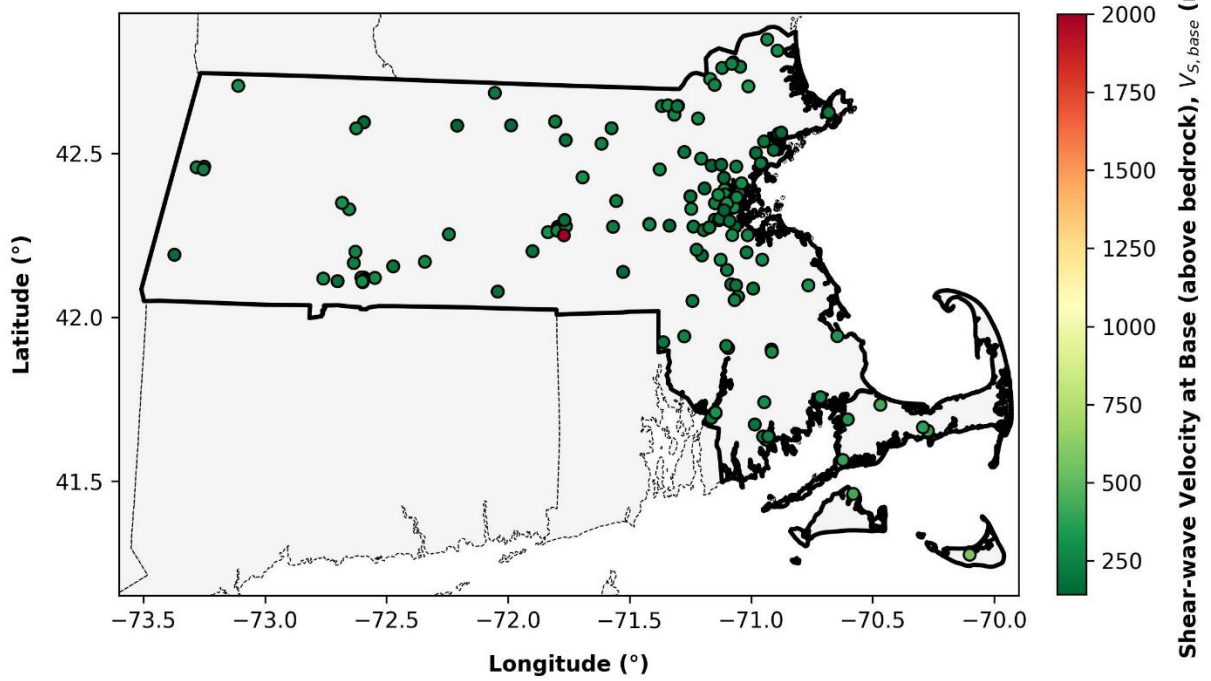 42.5
42.0
41.5
Latitude (°)
−73.5 −73.0 −72.5 −72.0 −71.5 −71.0 −70.5 −70.0
Longitude (°)
2000
1750
1500
1250
1000
750
500
250
Shear-wave Velocity at Base (above bedrock), V_S,base (